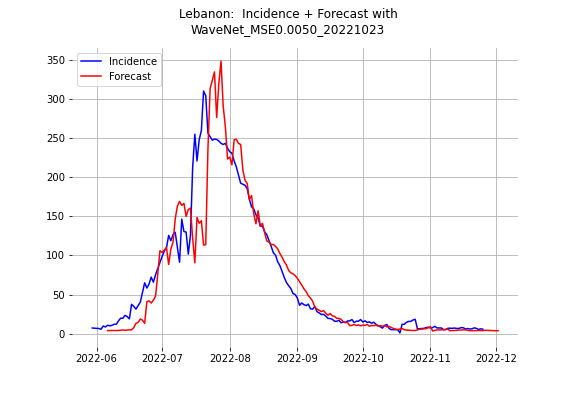 Lebanon:  Incidence + Forecast with
WaveNet_MSE0.0050_20221023
Incidence
Forecast
350
300
250
200
150
100
50
0
2022-06 2022-07 2022-08 2022-09 2022-10 2022-11 2022-12